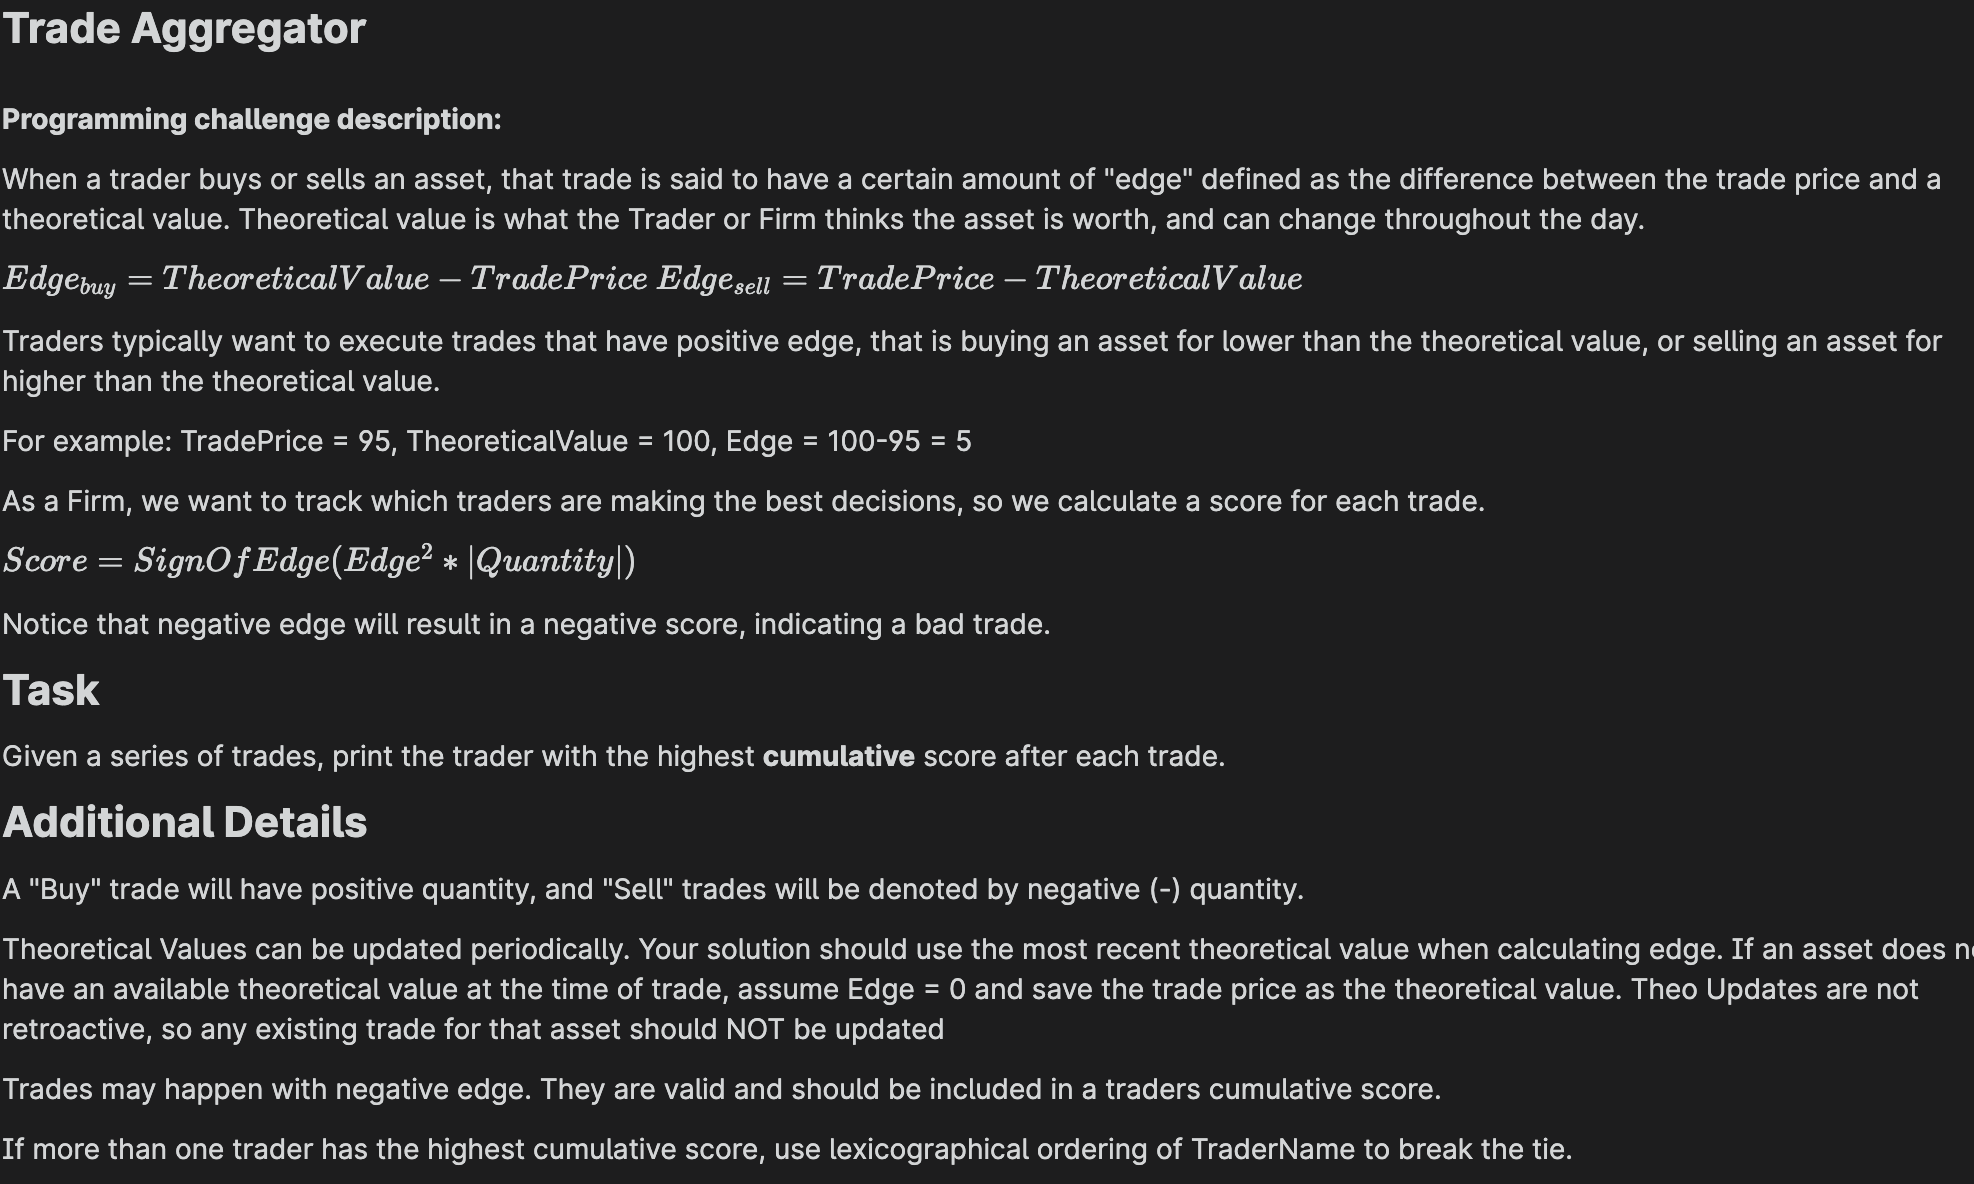 Trade Aggregator
Programming challenge description:
When a trader buys or sells an asset, that trade is said to have a certain amount of "edge" defined as the difference between the trade price and a
theoretical value. Theoretical value is what the Trader or Firm thinks the asset is worth, and can change throughout the day.
Edge_buy = TheoreticalValue − TradePrice Edge_sell = TradePrice − TheoreticalValue
Traders typically want to execute trades that have positive edge, that is buying an asset for lower than the theoretical value, or selling an asset for
higher than the theoretical value.
For example: TradePrice = 95, TheoreticalValue = 100, Edge = 100-95 = 5
As a Firm, we want to track which traders are making the best decisions, so we calculate a score for each trade.
Score = SignOfEdge(Edge² ∗ |Quantity|)
Notice that negative edge will result in a negative score, indicating a bad trade.
Task
Given a series of trades, print the trader with the highest cumulative score after each trade.
Additional Details
A "Buy" trade will have positive quantity, and "Sell" trades will be denoted by negative (-) quantity.
Theoretical Values can be updated periodically. Your solution should use the most recent theoretical value when calculating edge. If an asset does
have an available theoretical value at the time of trade, assume Edge = 0 and save the trade price as the theoretical value. Theo Updates are not
retroactive, so any existing trade for that asset should NOT be updated
Trades may happen with negative edge. They are valid and should be included in a traders cumulative score.
If more than one trader has the highest cumulative score, use lexicographical ordering of TraderName to break the tie.